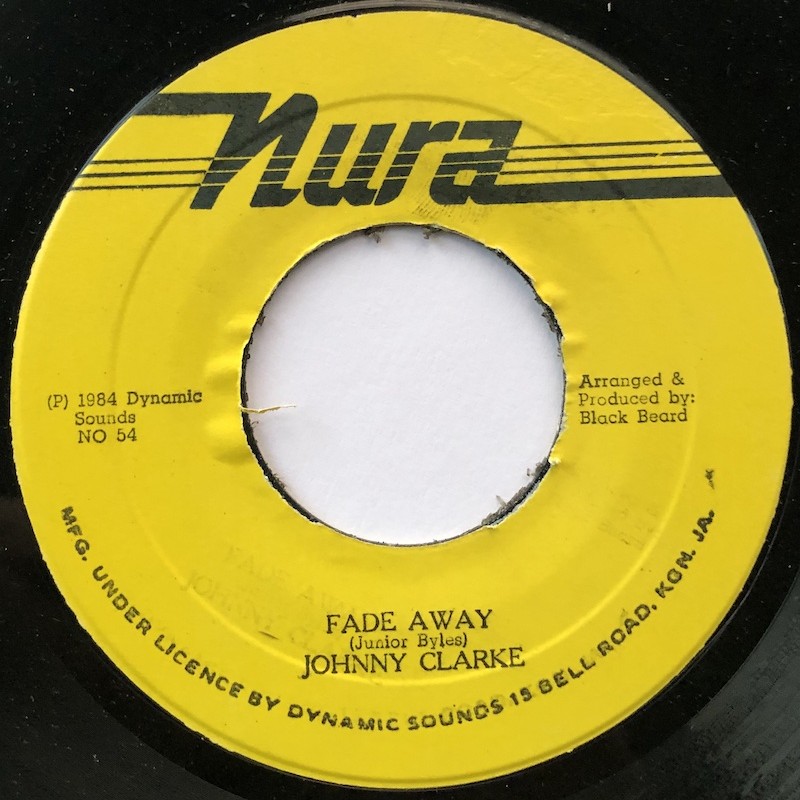 Nura
(P) 1984 Dynamic
Sounds
NO 54
Arranged &
Produced by:
Black Beard
FADE AWAY
(Junior Byles)
JOHNNY CLARKE
MFG. UNDER LICENCE BY DYNAMIC SOUNDS 15 BELL ROAD, KGN. JA.